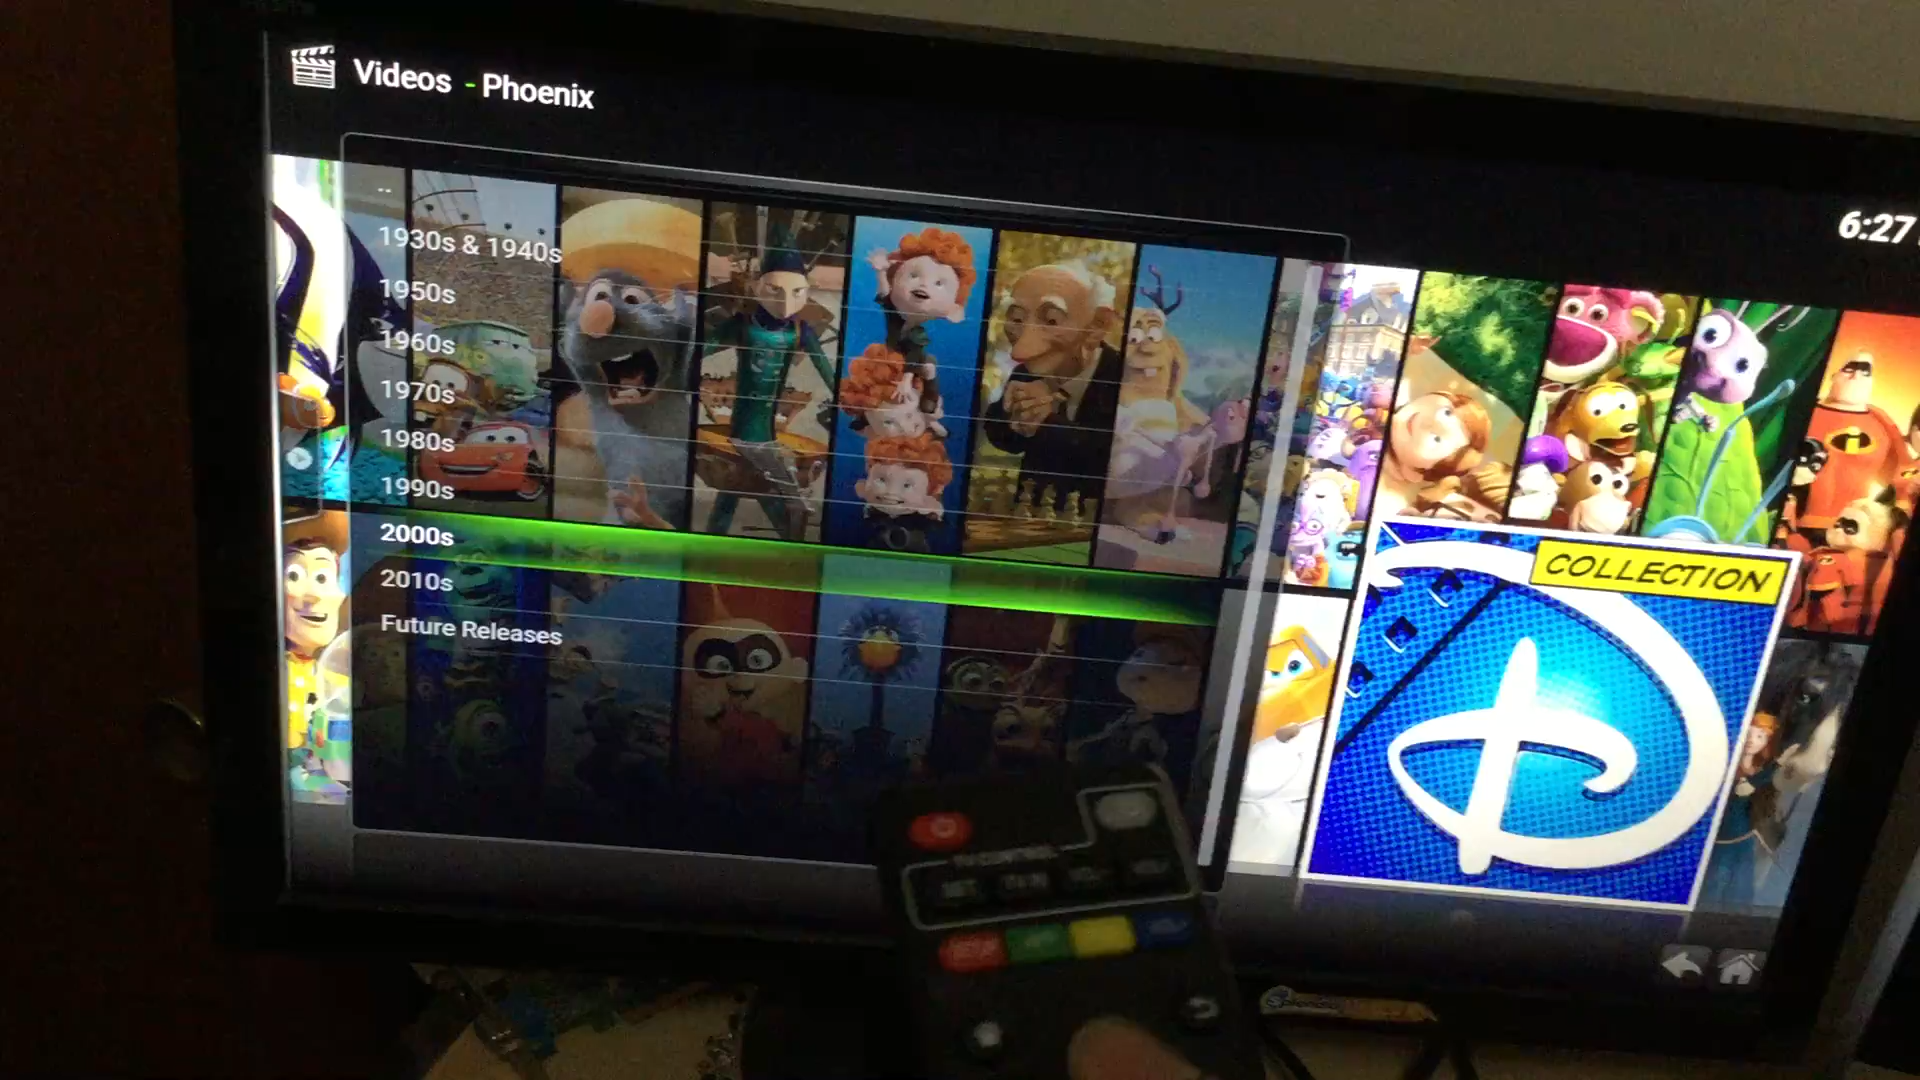 Videos - Phoenix
6:27
..
1930s & 1940s
1950s
1960s
1970s
1980s
1990s
2000s
2010s
Future Releases
COLLECTION
D